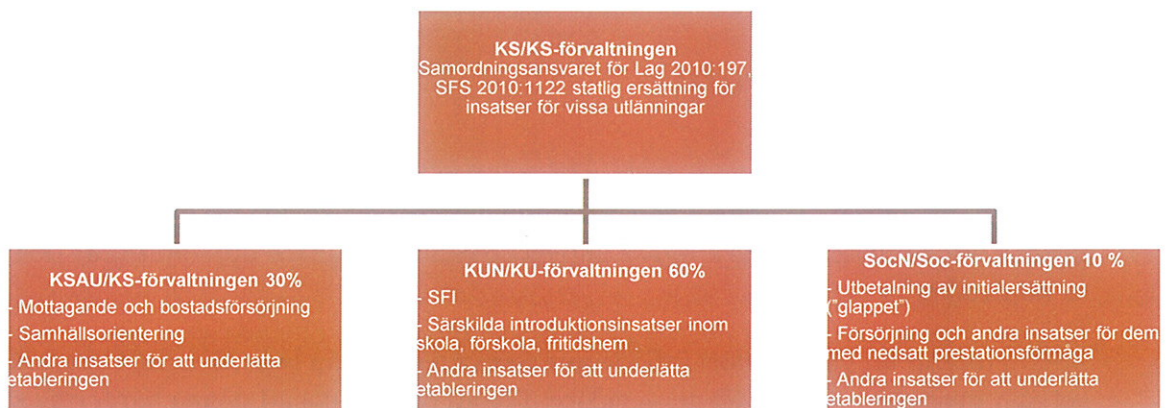 KS/KS-förvaltningen
Samordningsansvaret för Lag 2010:197,
SFS 2010:1122 statlig ersättning för
insatser för vissa utlänningar
KSAU/KS-förvaltningen 30%
- Mottagande och bostadsförsörjning
- Samhällsorientering
- Andra insatser för att underlätta
etableringen
KUN/KU-förvaltningen 60%
- SFI
- Särskilda introduktionsinsatser inom
skola, förskola, fritidshem .
- Andra insatser för att underlätta
etableringen
SocN/Soc-förvaltningen 10 %
- Utbetalning av initialersättning
("glappet")
- Försörjning och andra insatser för dem
med nedsatt prestationsförmåga
- Andra insatser för att underlätta
etableringen